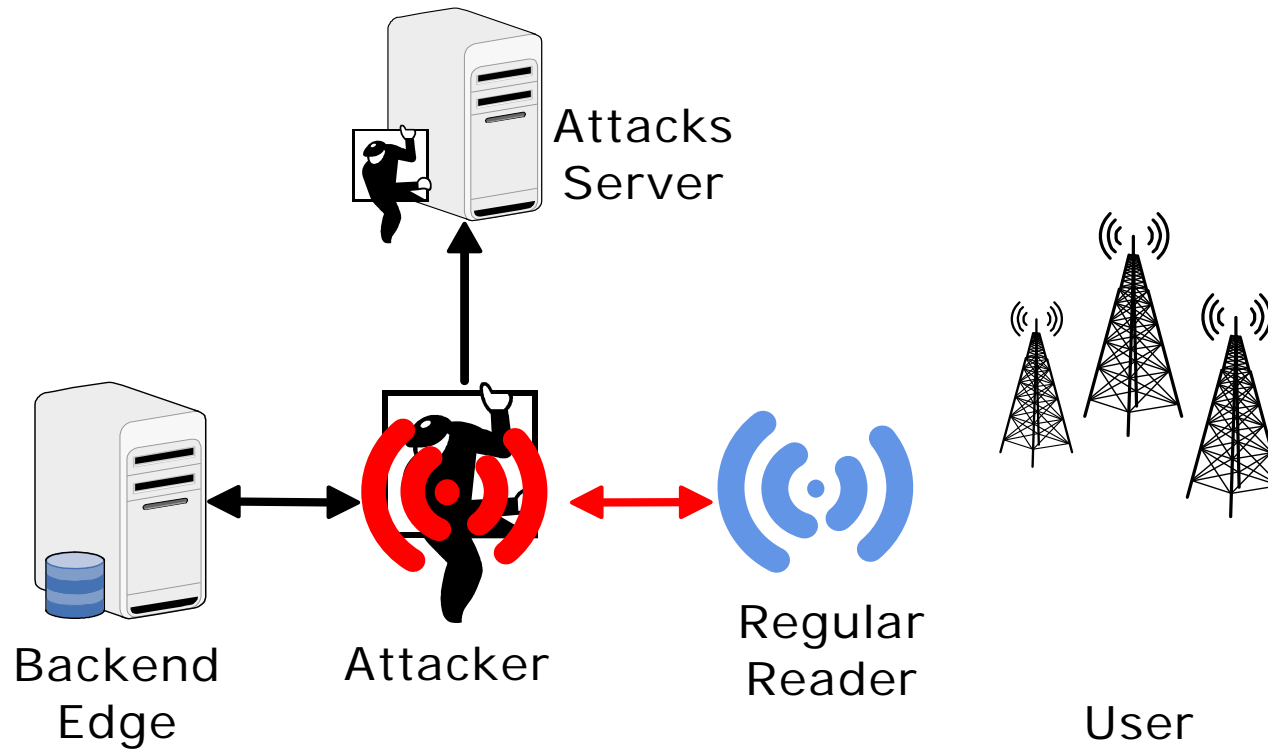 Attacks
Server
Backend
Edge
Attacker
Regular
Reader
User